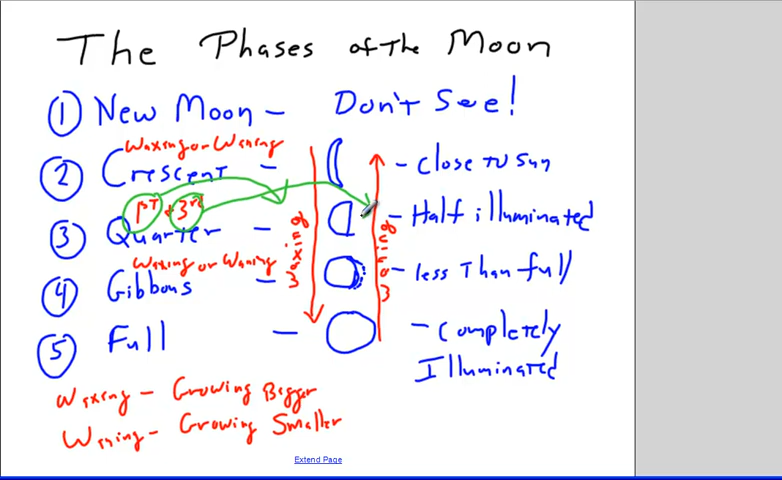 The Phases of The Moon
1 New Moon - Don't See!
Waxing or Waning
2 Crescent - - close to sun
1st + 3rd
3 Quarter - - Half illuminated
Waxing or Waning
4 Gibbous - - less Than full
5 Full - - Completely
Illuminated
waxing
waning
Waxing - Growing Bigger
Waning - Growing Smaller
Extend Page